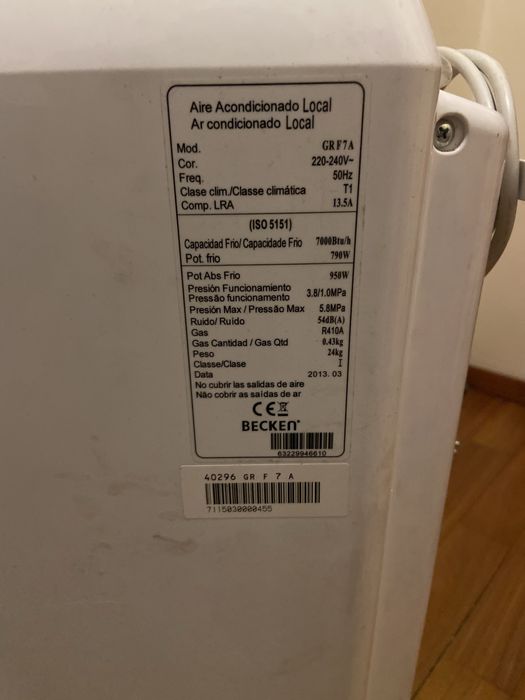 Aire Acondicionado Local
Ar condicionado Local
Mod. GR F7A
Cor. 220-240V~
Freq. 50Hz
Clase clim./Classe climática T1
Comp. LRA 13.5A
(ISO 5151)
Capacidad Frio/ Capacidade Frio 7000Btu/h
Pot. frio 790W
Pot Abs Frio 950W
Presión Funcionamiento
Pressão funcionamento 3.8/1.0MPa
Presión Max / Pressão Max 5.8MPa
Ruido/ Ruído 54dB(A)
Gas R410A
Gas Cantidad / Gas Qtd 0.43kg
Peso 24kg
Classe/Clase I
Data 2013. 03
No cubrir las salidas de aire
Não cobrir as saídas de ar
CE
BECKEN
63229946610
40296 GR F 7 A
7115030000455